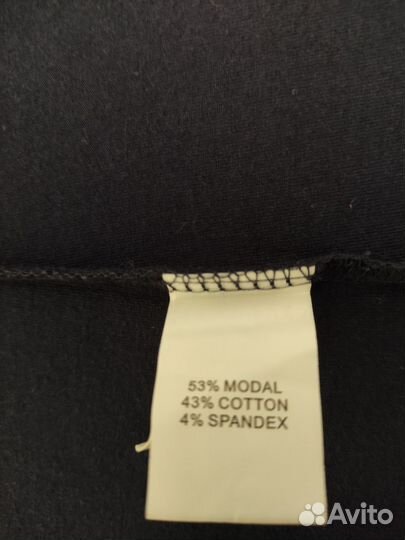 53% MODAL
43% COTTON
4% SPANDEX
Avito